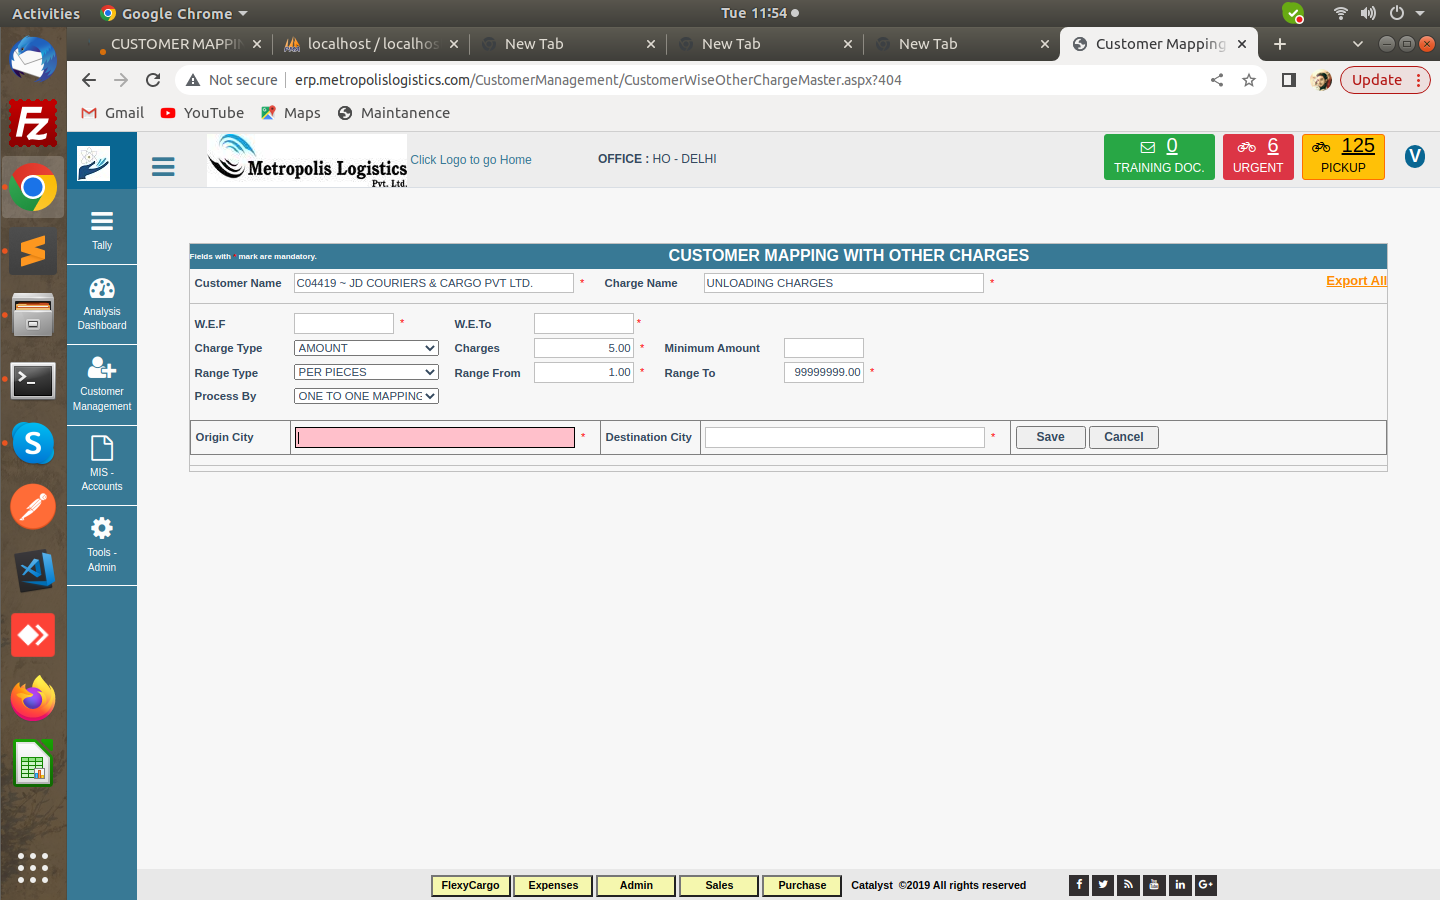 Activities
Google Chrome
Tue 11:54
CUSTOMER MAPPIN
localhost / localhos
New Tab
New Tab
New Tab
Customer Mapping
Not secure
erp.metropolislogistics.com/CustomerManagement/CustomerWiseOtherChargeMaster.aspx?404
Update
Gmail
YouTube
Maps
Maintanence
Metropolis Logistics
Pvt. Ltd.
Click Logo to go Home
OFFICE : HO - DELHI
0
TRAINING DOC.
6
URGENT
125
PICKUP
V
Tally
Analysis
Dashboard
Customer
Management
MIS -
Accounts
Tools -
Admin
Fields with * mark are mandatory.
CUSTOMER MAPPING WITH OTHER CHARGES
Customer Name C04419 ~ JD COURIERS & CARGO PVT LTD. * Charge Name UNLOADING CHARGES *
Export All
W.E.F * W.E.To *
Charge Type AMOUNT Charges 5.00 * Minimum Amount
Range Type PER PIECES Range From 1.00 * Range To 99999999.00 *
Process By ONE TO ONE MAPPING
Origin City * Destination City * Save Cancel
FlexyCargo Expenses Admin Sales Purchase Catalyst ©2019 All rights reserved